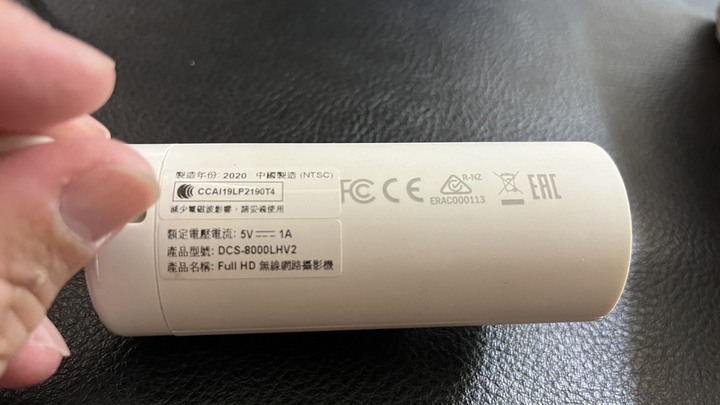 製造年份: 2020 中國製造 (NTSC)
CCAI19LP2190T4
減少電磁波影響，請妥適使用
額定電壓電流: 5V⎓1A
產品型號: DCS-8000LHV2
產品名稱: Full HD 無線網路攝影機
FC CE R-NZ EAC
ERAC000113